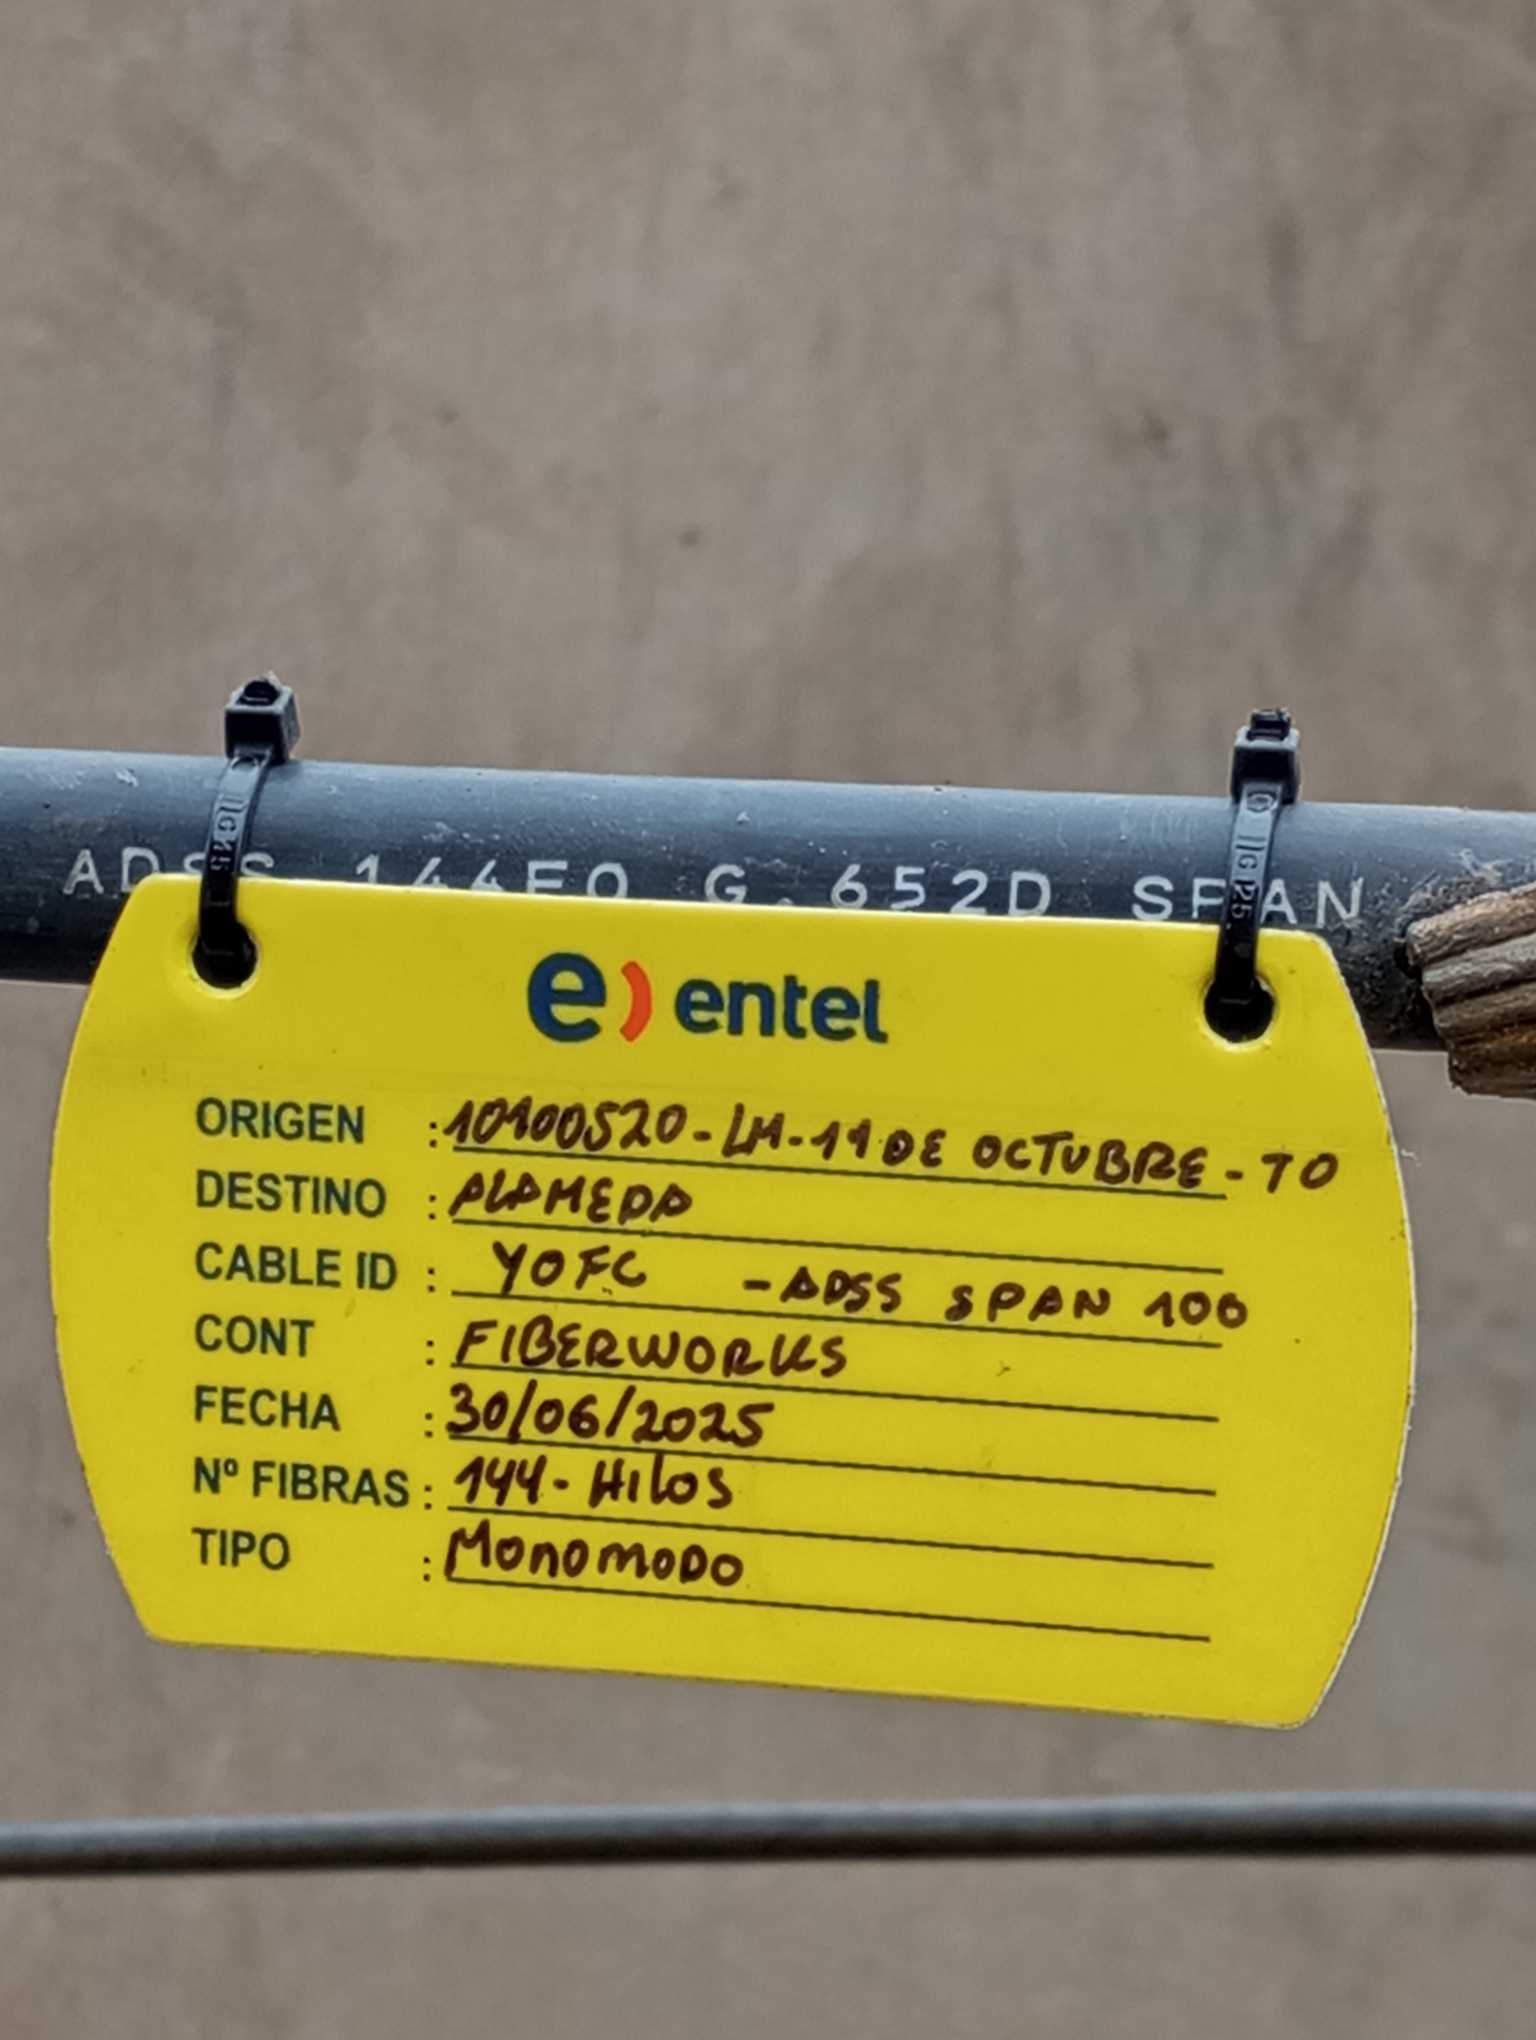 ADSS 144FO G.652D SPAN
e) entel
ORIGEN : 10100520-LM-11 DE OCTUBRE-TO
DESTINO : ALAMEDA
CABLE ID : YOFC - ADSS SPAN 100
CONT : FIBERWORKS
FECHA : 30/06/2025
Nº FIBRAS : 144-HILOS
TIPO : MONOMODO